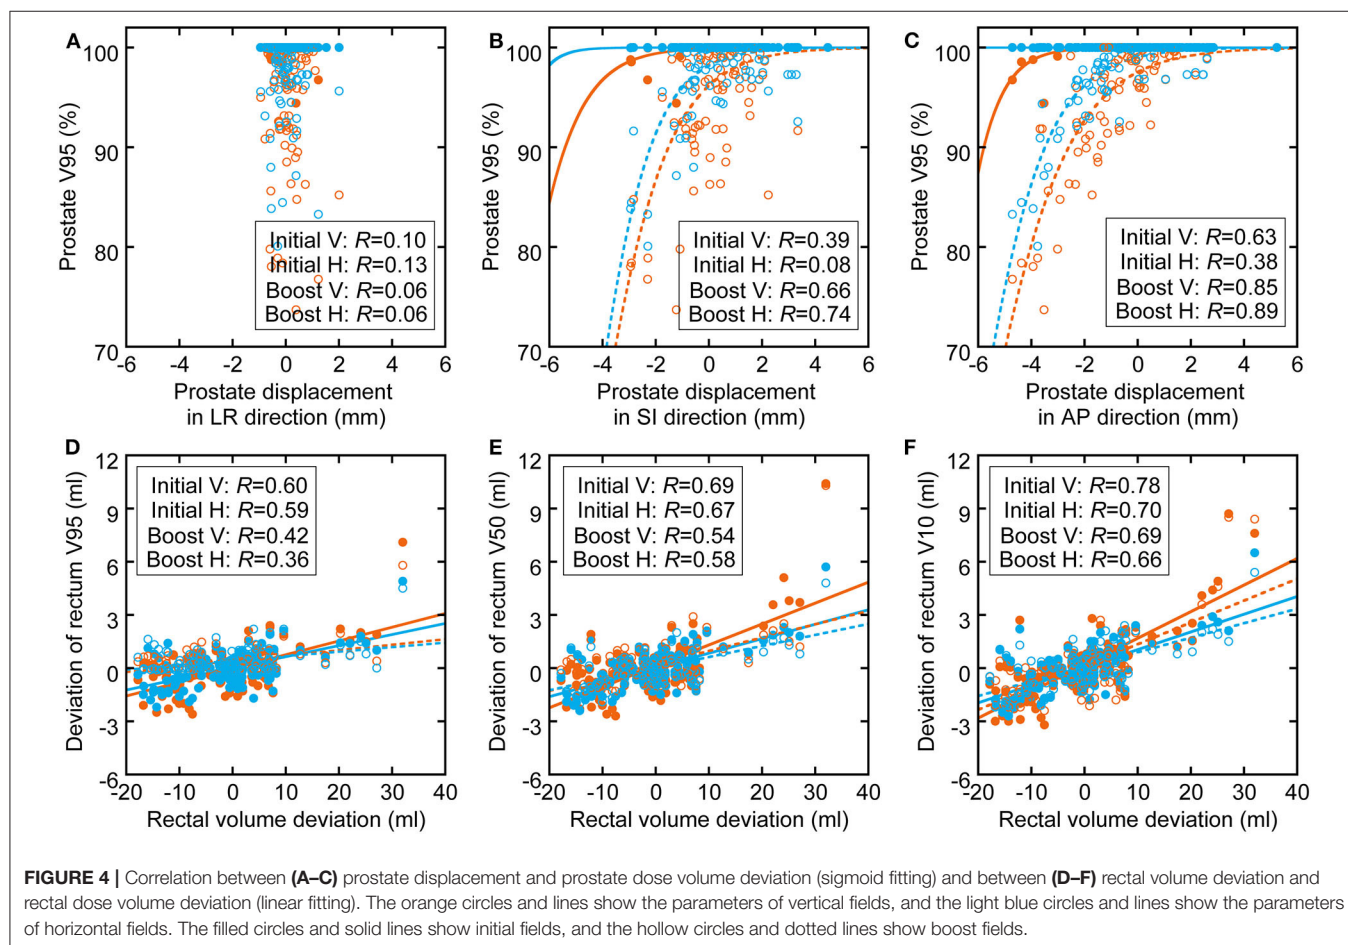 A
100
90
80
70
Prostate V95 (%)
Initial V: R=0.10
Initial H: R=0.13
Boost V: R=0.06
Boost H: R=0.06
-6 -4 -2 0 2 4 6
Prostate displacement
in LR direction (mm)
B
100
90
80
70
Prostate V95 (%)
Initial V: R=0.39
Initial H: R=0.08
Boost V: R=0.66
Boost H: R=0.74
-6 -4 -2 0 2 4 6
Prostate displacement
in SI direction (mm)
C
100
90
80
70
Prostate V95 (%)
Initial V: R=0.63
Initial H: R=0.38
Boost V: R=0.85
Boost H: R=0.89
-6 -4 -2 0 2 4 6
Prostate displacement
in AP direction (mm)
D
12
9
6
3
0
-3
-6
Deviation of rectum V95 (ml)
Initial V: R=0.60
Initial H: R=0.59
Boost V: R=0.42
Boost H: R=0.36
-20 -10 0 10 20 30 40
Rectal volume deviation (ml)
E
12
9
6
3
0
-3
-6
Deviation of rectum V50 (ml)
Initial V: R=0.69
Initial H: R=0.67
Boost V: R=0.54
Boost H: R=0.58
-20 -10 0 10 20 30 40
Rectal volume deviation (ml)
F
12
9
6
3
0
-3
-6
Deviation of rectum V10 (ml)
Initial V: R=0.78
Initial H: R=0.70
Boost V: R=0.69
Boost H: R=0.66
-20 -10 0 10 20 30 40
Rectal volume deviation (ml)
FIGURE 4 | Correlation between (A–C) prostate displacement and prostate dose volume deviation (sigmoid fitting) and between (D–F) rectal volume deviation and
rectal dose volume deviation (linear fitting). The orange circles and lines show the parameters of vertical fields, and the light blue circles and lines show the parameters
of horizontal fields. The filled circles and solid lines show initial fields, and the hollow circles and dotted lines show boost fields.